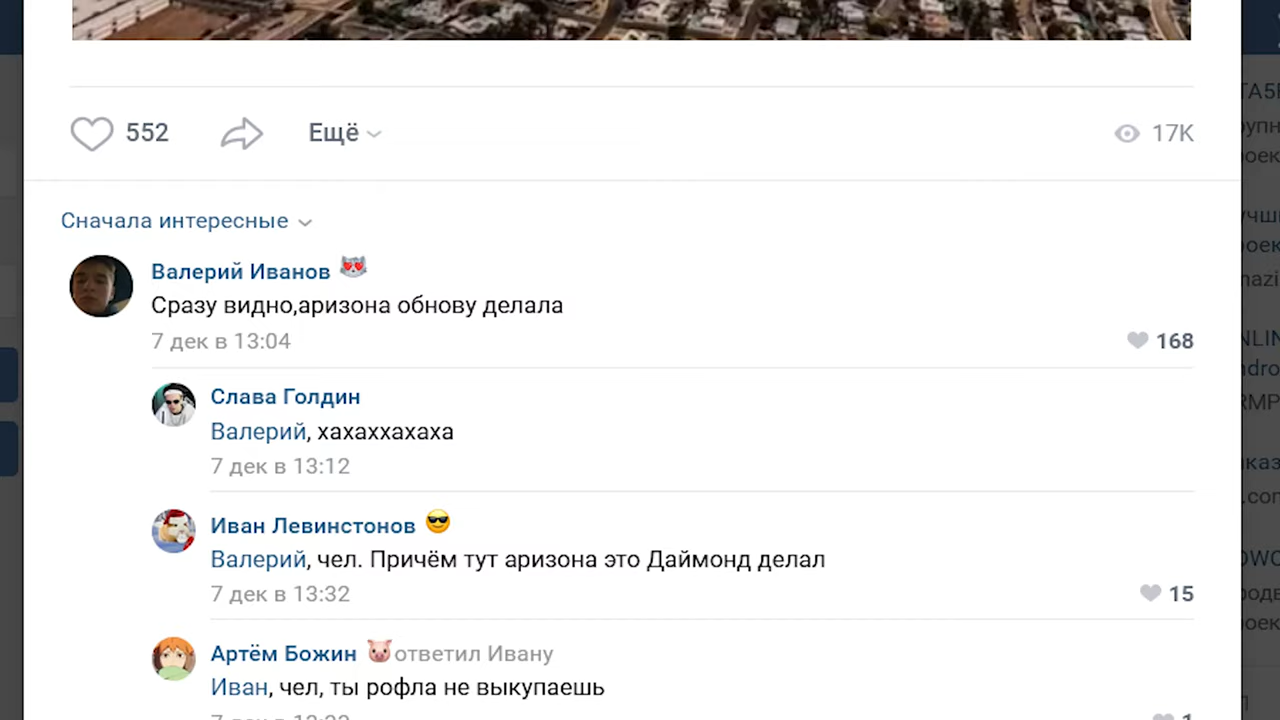 552
Ещё
17K
Сначала интересные
Валерий Иванов
Сразу видно,аризона обнову делала
7 дек в 13:04
168
Слава Голдин
Валерий, хахаххахаха
7 дек в 13:12
Иван Левинстонов
Валерий, чел. Причём тут аризона это Даймонд делал
7 дек в 13:32
15
Артём Божин ответил Ивану
Иван, чел, ты рофла не выкупаешь